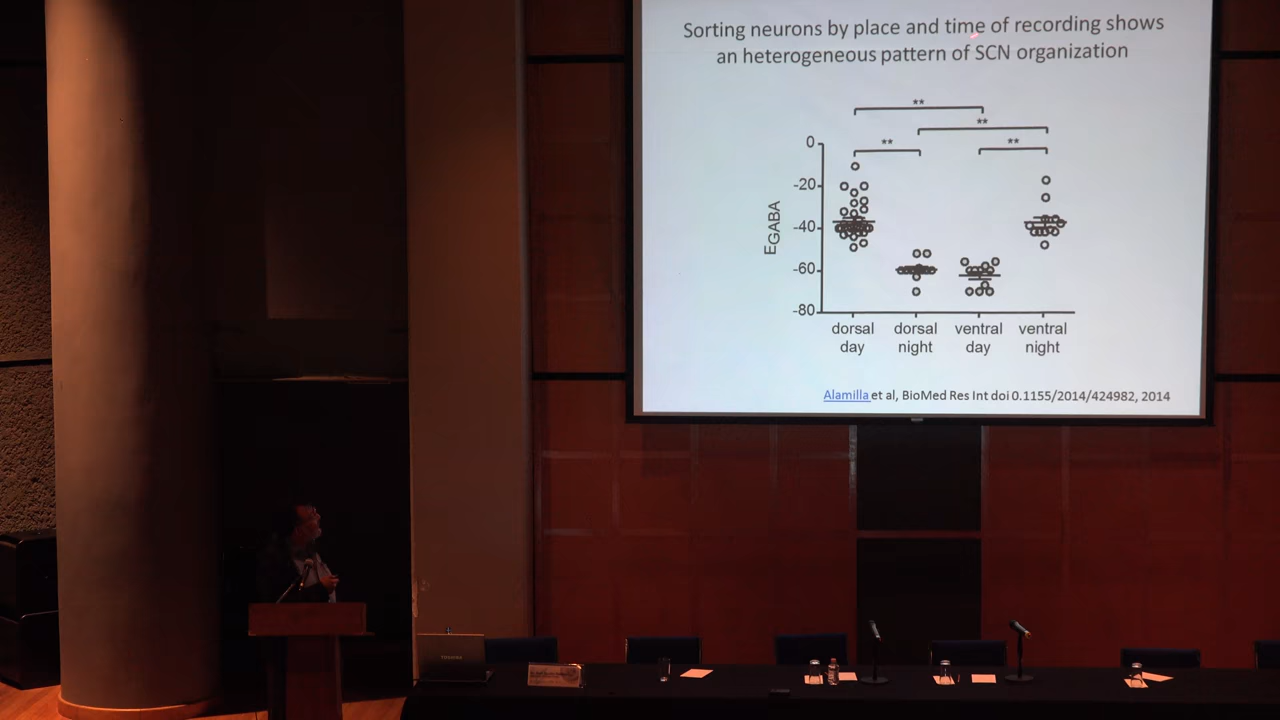 Sorting neurons by place and time of recording shows
an heterogeneous pattern of SCN organization
**
**
** **
0
-20
-40
-60
-80
EGABA
dorsal day
dorsal night
ventral day
ventral night
Alamilla et al, BioMed Res Int doi 0.1155/2014/424982, 2014
TOSHIBA